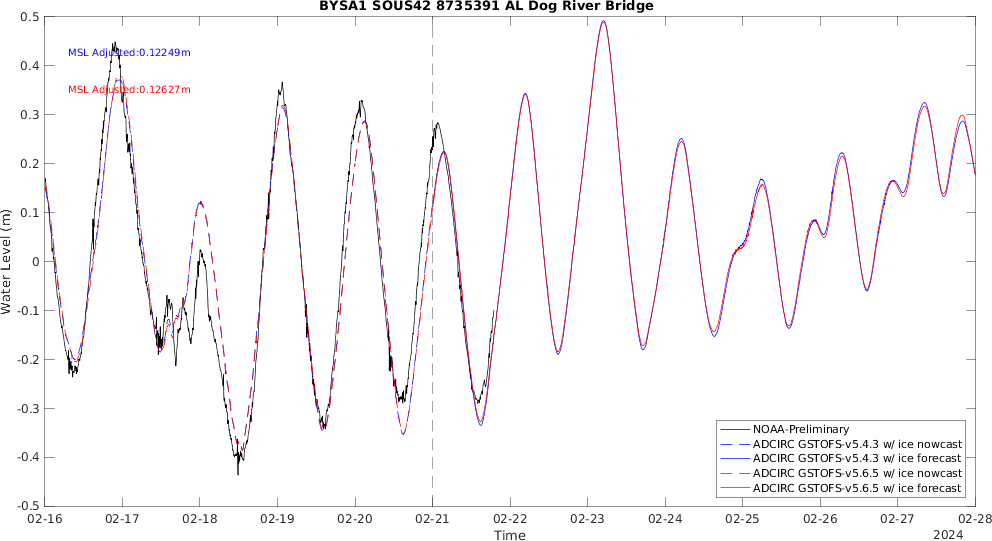 BYSA1 SOUS42 8735391 AL Dog River Bridge
0.5
0.4
0.3
0.2
0.1
0
-0.1
-0.2
-0.3
-0.4
-0.5
Water Level (m)
MSL Adjusted:0.12249m
MSL Adjusted:0.12627m
NOAA-Preliminary
ADCIRC GSTOFS-v5.4.3 w/ ice nowcast
ADCIRC GSTOFS-v5.4.3 w/ ice forecast
ADCIRC GSTOFS-v5.6.5 w/ ice nowcast
ADCIRC GSTOFS-v5.6.5 w/ ice forecast
02-16 02-17 02-18 02-19 02-20 02-21 02-22 02-23 02-24 02-25 02-26 02-27 02-28
Time
2024